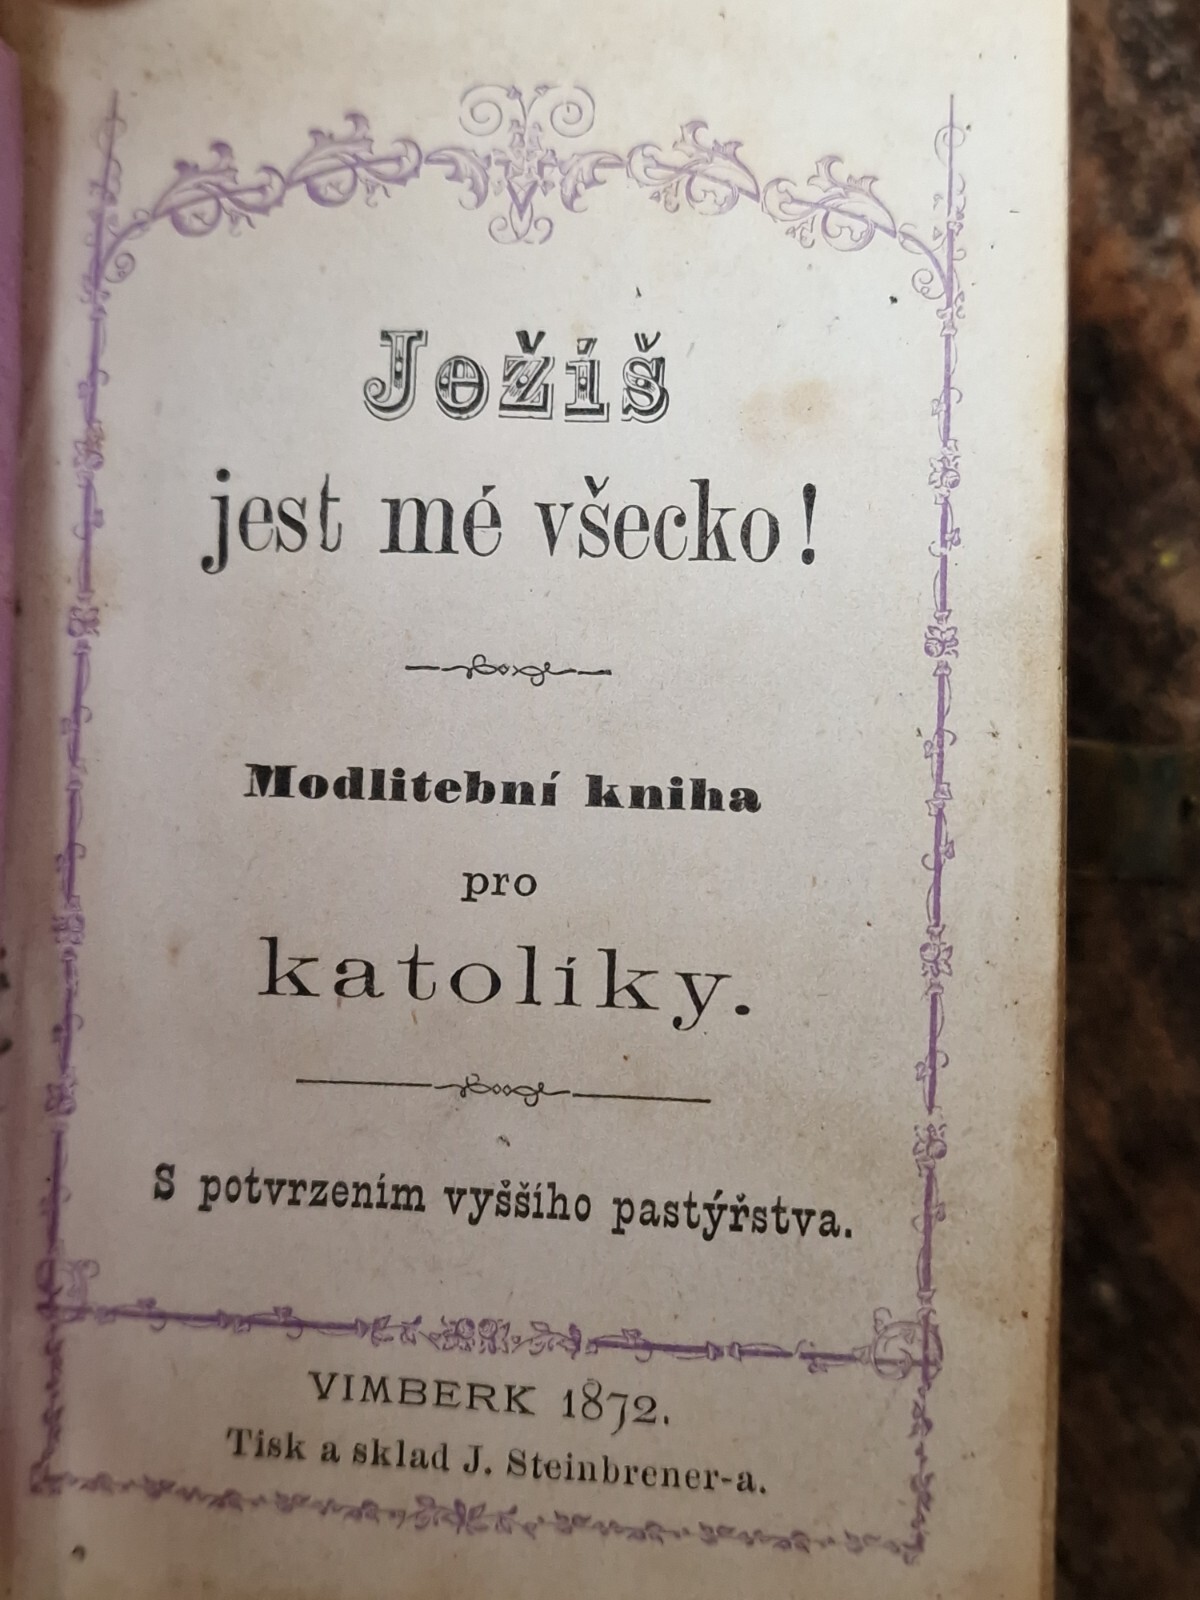 Ježíš
jest mé všecko!
Modlitební kniha
pro
katolíky.
S potvrzením vyššího pastýřstva.
VIMBERK 1872.
Tisk a sklad J. Steinbrener-a.